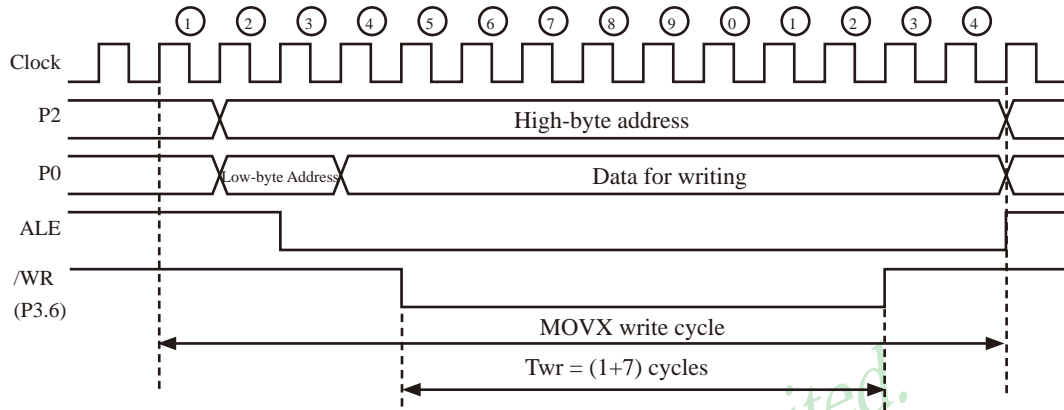 1 2 3 4 5 6 7 8 9 0 1 2 3 4
Clock
P2 High-byte address
P0 Low-byte Address Data for writing
ALE
/WR
(P3.6)
MOVX write cycle
Twr = (1+7) cycles